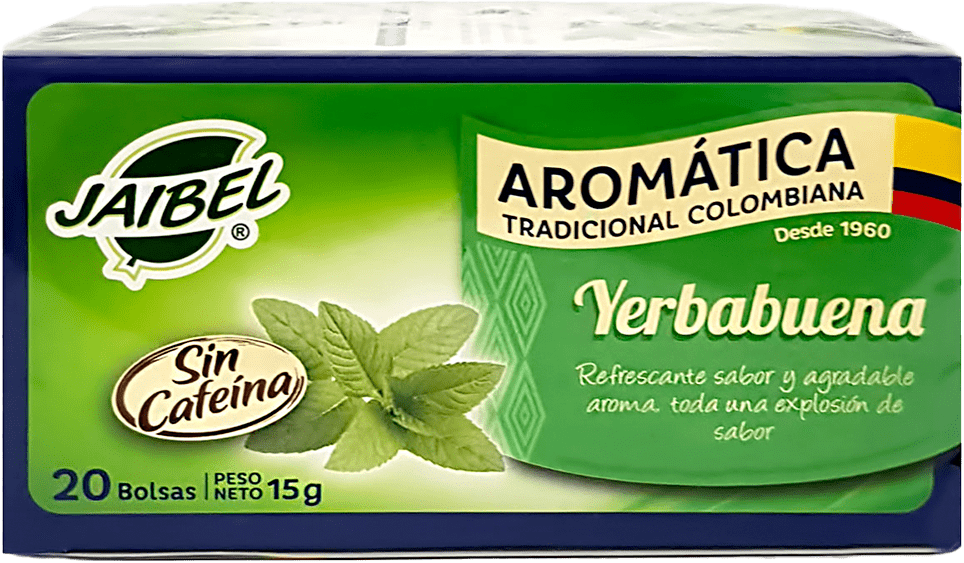 JAIBEL®
AROMÁTICA
TRADICIONAL COLOMBIANA
Desde 1960
Yerbabuena
Refrescante sabor y agradable
aroma, toda una explosión de
sabor
Sin
Cafeína
20 Bolsas | PESO
NETO 15g